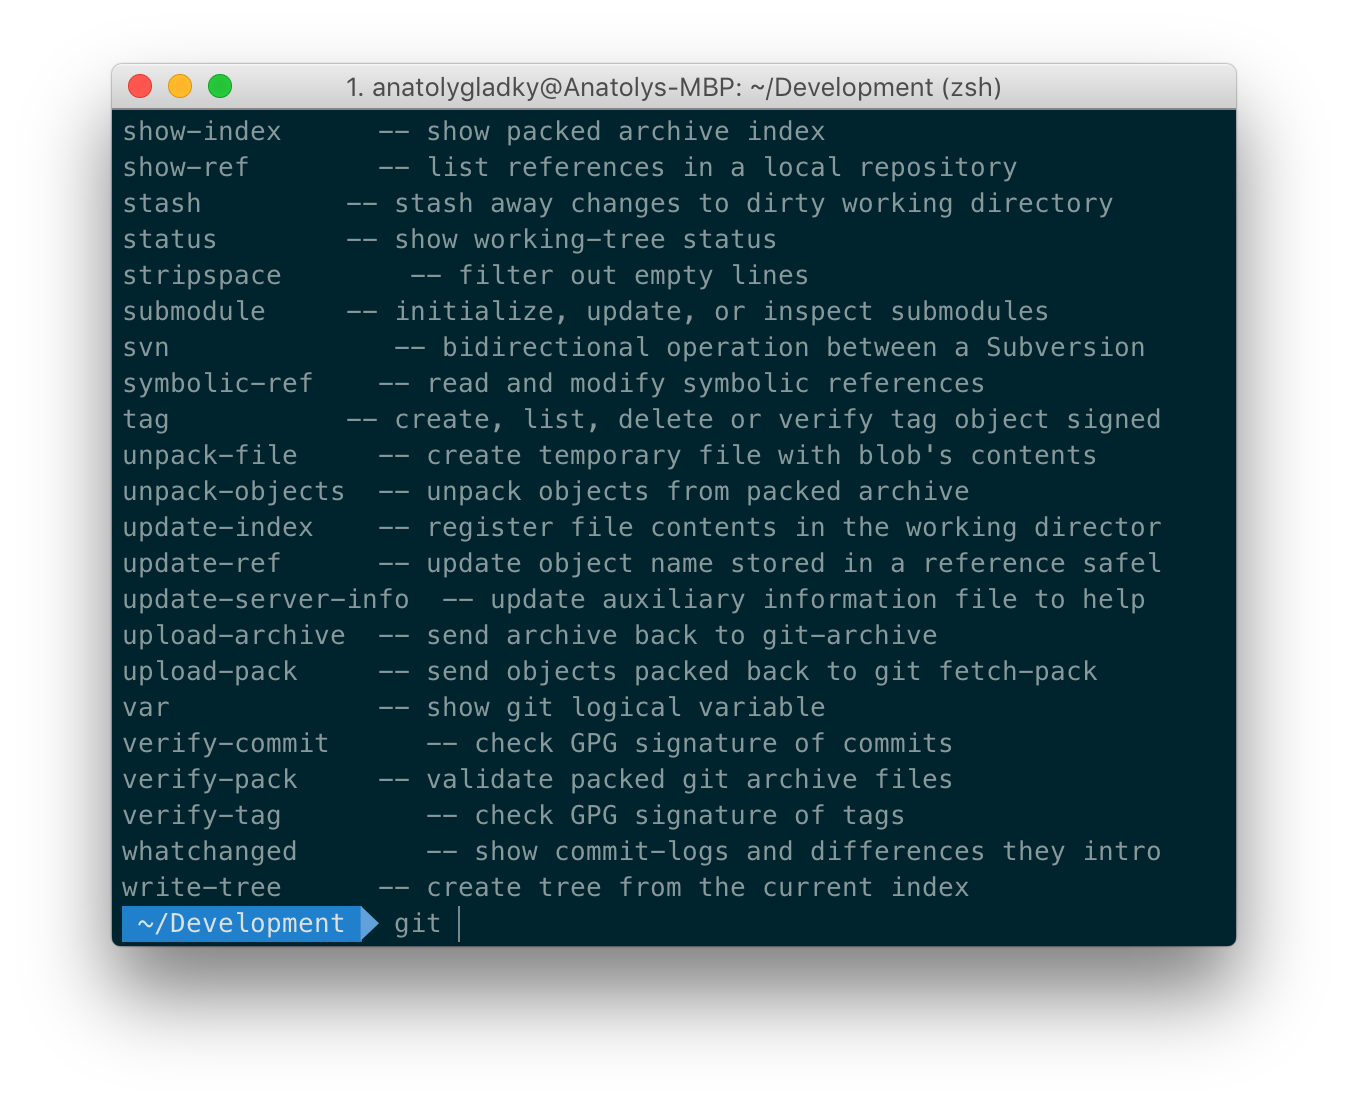 1. anatolygladky@Anatolys-MBP: ~/Development (zsh)
show-index      -- show packed archive index
show-ref        -- list references in a local repository
stash         -- stash away changes to dirty working directory
status        -- show working-tree status
stripspace        -- filter out empty lines
submodule     -- initialize, update, or inspect submodules
svn              -- bidirectional operation between a Subversion
symbolic-ref    -- read and modify symbolic references
tag           -- create, list, delete or verify tag object signed
unpack-file     -- create temporary file with blob's contents
unpack-objects  -- unpack objects from packed archive
update-index    -- register file contents in the working director
update-ref      -- update object name stored in a reference safel
update-server-info  -- update auxiliary information file to help
upload-archive  -- send archive back to git-archive
upload-pack     -- send objects packed back to git fetch-pack
var             -- show git logical variable
verify-commit      -- check GPG signature of commits
verify-pack     -- validate packed git archive files
verify-tag         -- check GPG signature of tags
whatchanged        -- show commit-logs and differences they intro
write-tree      -- create tree from the current index
~/Development git